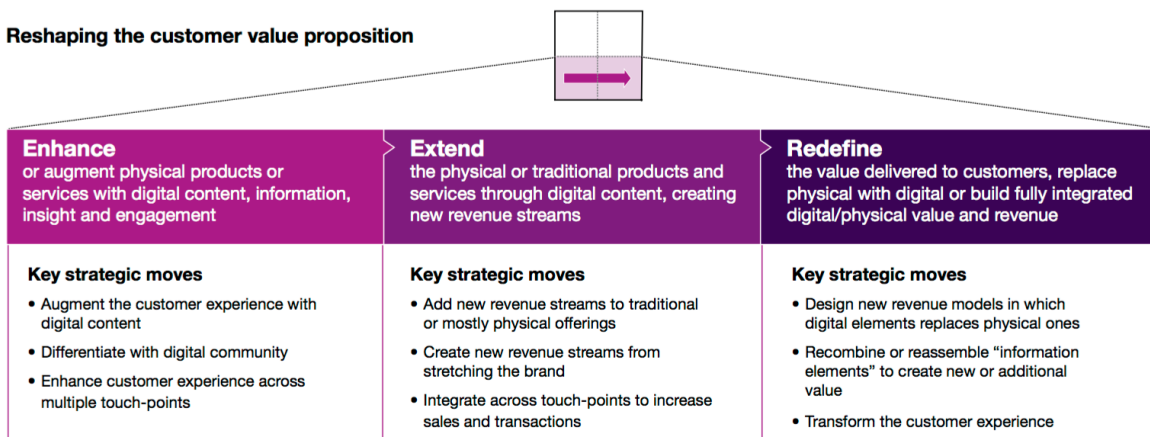 Reshaping the customer value proposition
Enhance
or augment physical products or
services with digital content, information,
insight and engagement
Key strategic moves
• Augment the customer experience with
digital content
• Differentiate with digital community
• Enhance customer experience across
multiple touch-points
Extend
the physical or traditional products and
services through digital content, creating
new revenue streams
Key strategic moves
• Add new revenue streams to traditional
or mostly physical offerings
• Create new revenue streams from
stretching the brand
• Integrate across touch-points to increase
sales and transactions
Redefine
the value delivered to customers, replace
physical with digital or build fully integrated
digital/physical value and revenue
Key strategic moves
• Design new revenue models in which
digital elements replaces physical ones
• Recombine or reassemble “information
elements” to create new or additional
value
• Transform the customer experience